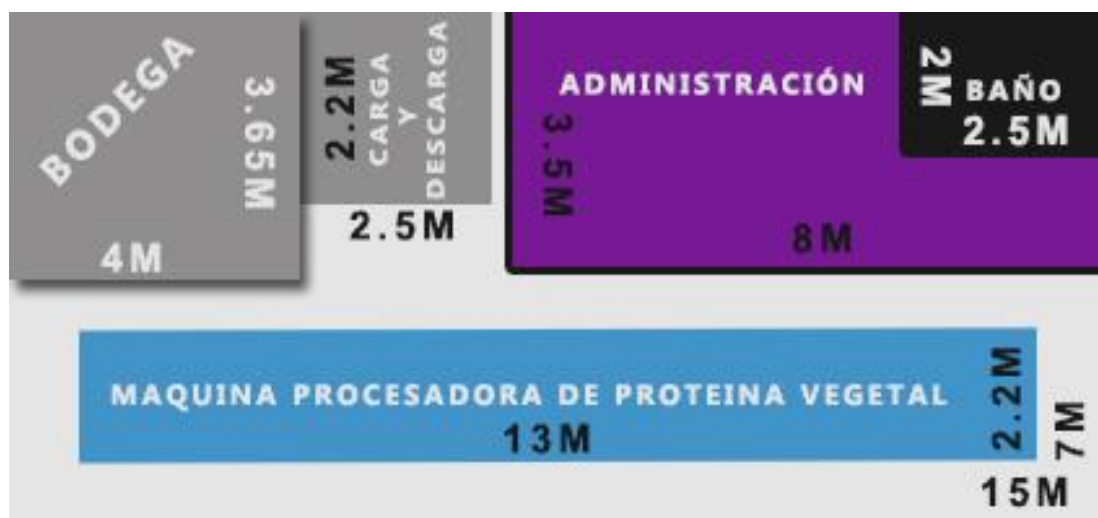 BODEGA
3.65M
4M
2.2M
CARGA
Y
DESCARGA
2.5M
ADMINISTRACIÓN
3.5M
8M
2M
BAÑO
2.5M
MAQUINA PROCESADORA DE PROTEINA VEGETAL
13M
2.2M
7M
15M